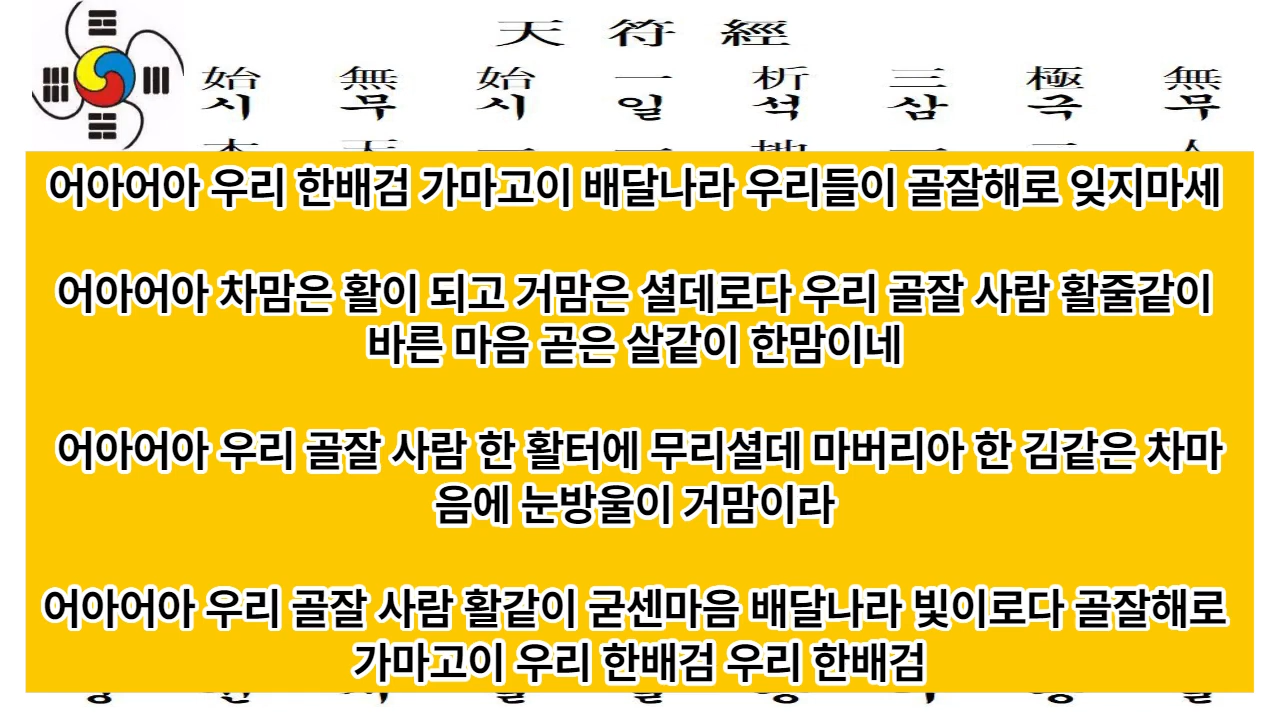 天 符 經
始 無 始 一 析 三 極 無
시 무 시 일 석 삼 극 무
어아어아 우리 한배검 가마고이 배달나라 우리들이 골잘해로 잊지마세
어아어아 차맘은 활이 되고 거맘은 셜데로다 우리 골잘 사람 활줄같이
바른 마음 곧은 살같이 한맘이네
어아어아 우리 골잘 사람 한 활터에 무리셜데 마버리아 한 김같은 차마
음에 눈방울이 거맘이라
어아어아 우리 골잘 사람 활같이 굳센마음 배달나라 빛이로다 골잘해로
가마고이 우리 한배검 우리 한배검